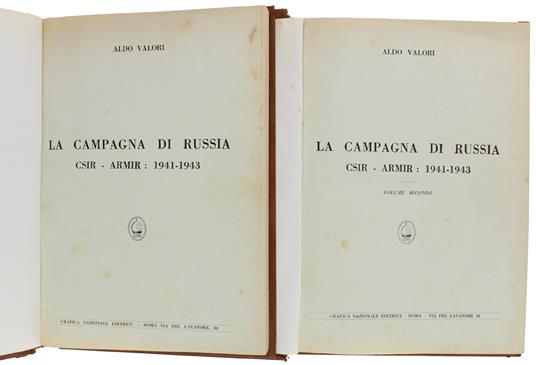 ALDO VALORI
LA CAMPAGNA DI RUSSIA
CSIR - ARMIR : 1941-1943
GRAFICA NAZIONALE EDITRICE - ROMA VIA DEL LAVATORE, 88
ALDO VALORI
LA CAMPAGNA DI RUSSIA
CSIR - ARMIR : 1941-1943
VOLUME SECONDO
GRAFICA NAZIONALE EDITRICE - ROMA - VIA DEL LAVATORE 88